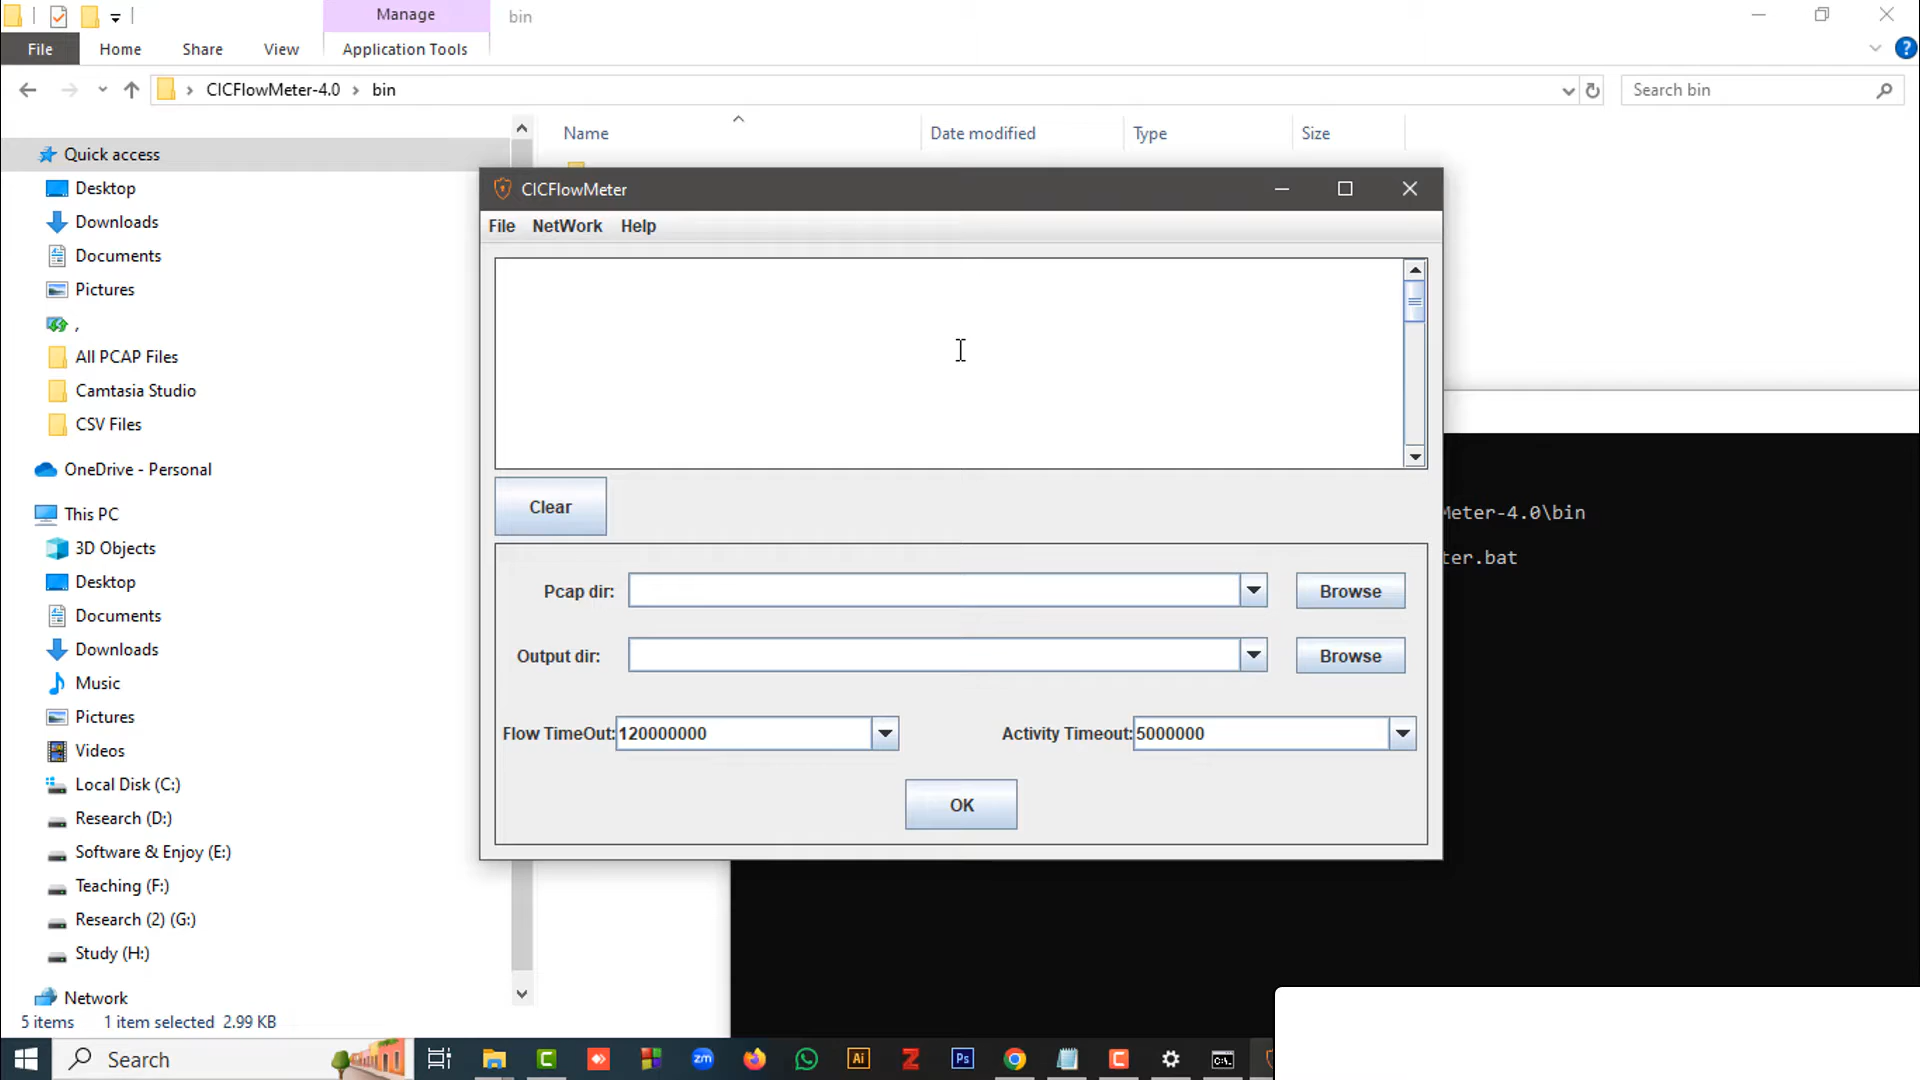 Manage
bin
File
Home
Share
View
Application Tools
CICFlowMeter-4.0
bin
Search bin
Name
Date modified
Type
Size
Quick access
Desktop
Downloads
Documents
Pictures
,
All PCAP Files
Camtasia Studio
CSV Files
OneDrive - Personal
This PC
3D Objects
Desktop
Documents
Downloads
Music
Pictures
Videos
Local Disk (C:)
Research (D:)
Software & Enjoy (E:)
Teaching (F:)
Research (2) (G:)
Study (H:)
Network
5 items
1 item selected 2.99 KB
CICFlowMeter
File
NetWork
Help
Clear
Pcap dir:
Browse
Output dir:
Browse
Flow TimeOut:
120000000
Activity Timeout:
5000000
OK
Meter-4.0\bin
ter.bat
Search
zm
Ai
Z
Ps
C:\